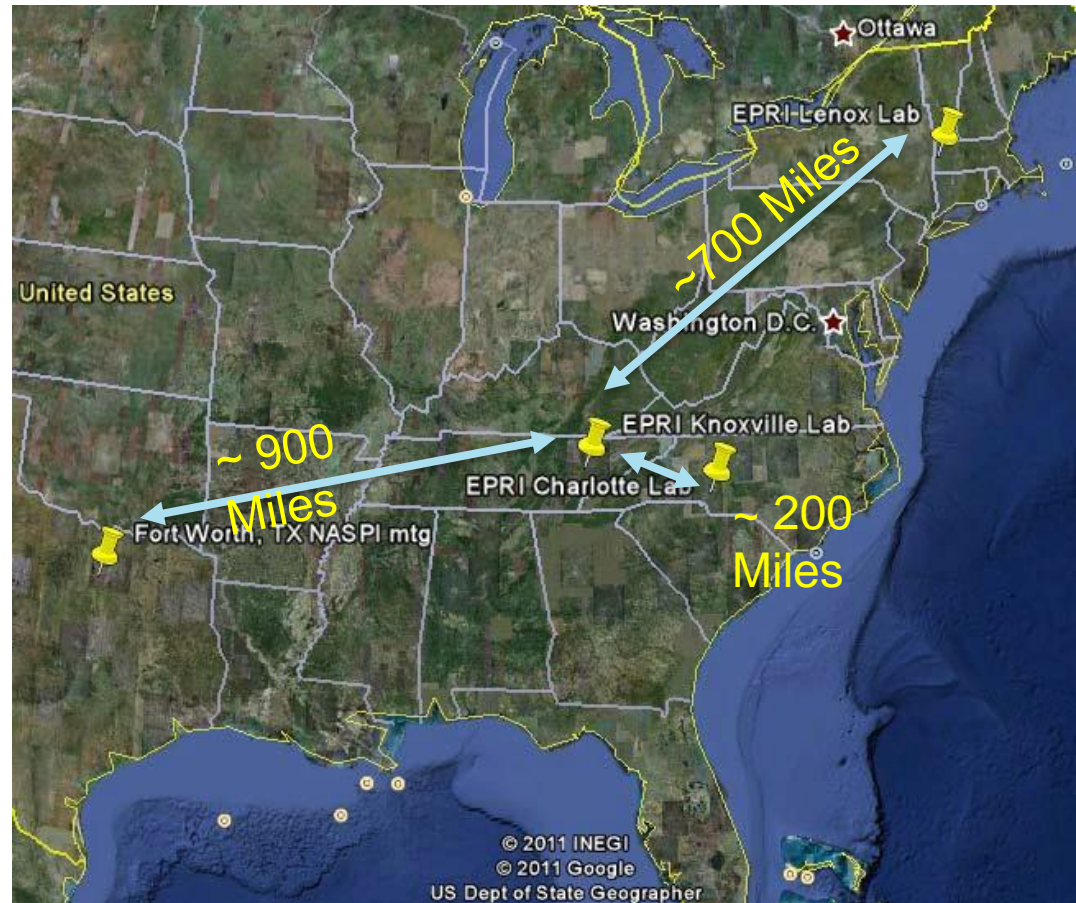 Ottawa
EPRI Lenox Lab
~700 Miles
United States
Washington D.C.
EPRI Knoxville Lab
~ 900
Miles
EPRI Charlotte Lab
~ 200
Miles
Fort Worth, TX NASPI mtg
© 2011 INEGI
© 2011 Google
US Dept of State Geographer